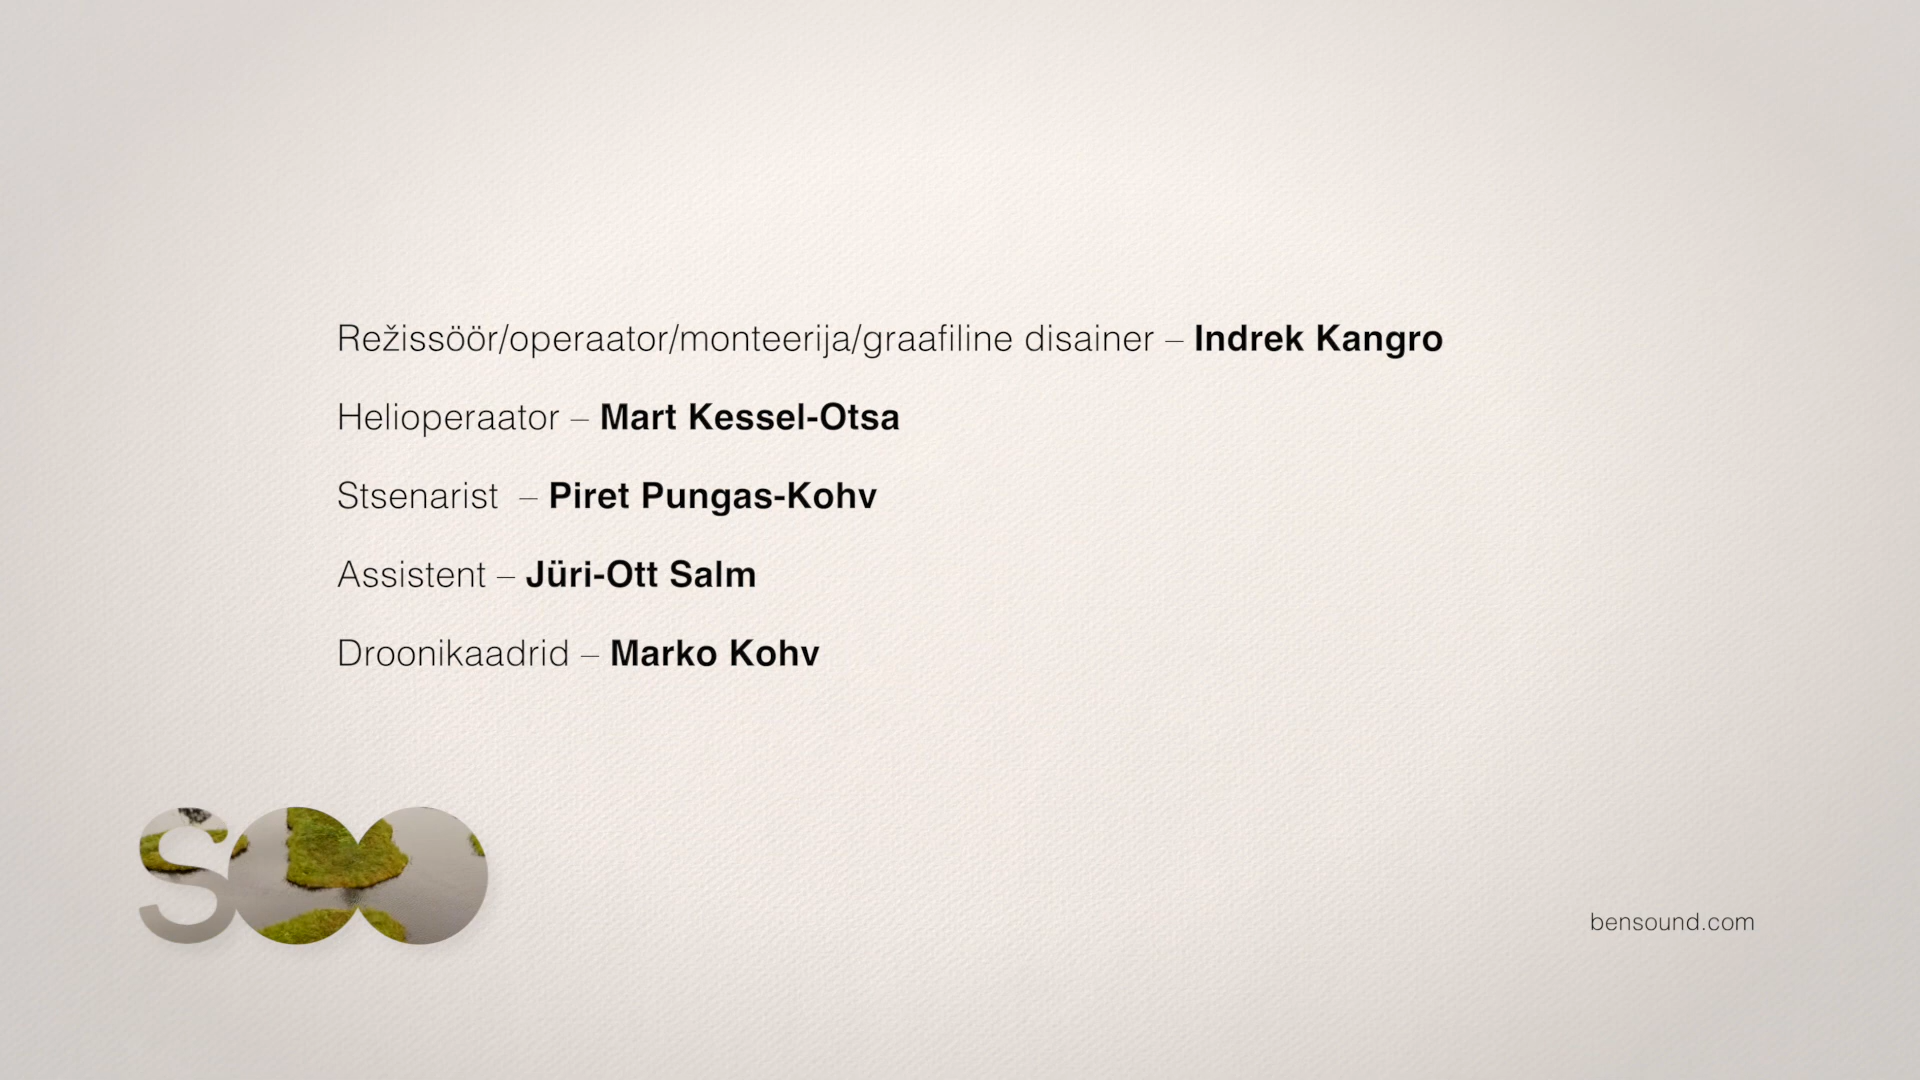 Režissöör/operaator/monteerija/graafiline disainer – Indrek Kangro
Helioperaator – Mart Kessel-Otsa
Stsenarist – Piret Pungas-Kohv
Assistent – Jüri-Ott Salm
Droonikaadrid – Marko Kohv
SOO
bensound.com